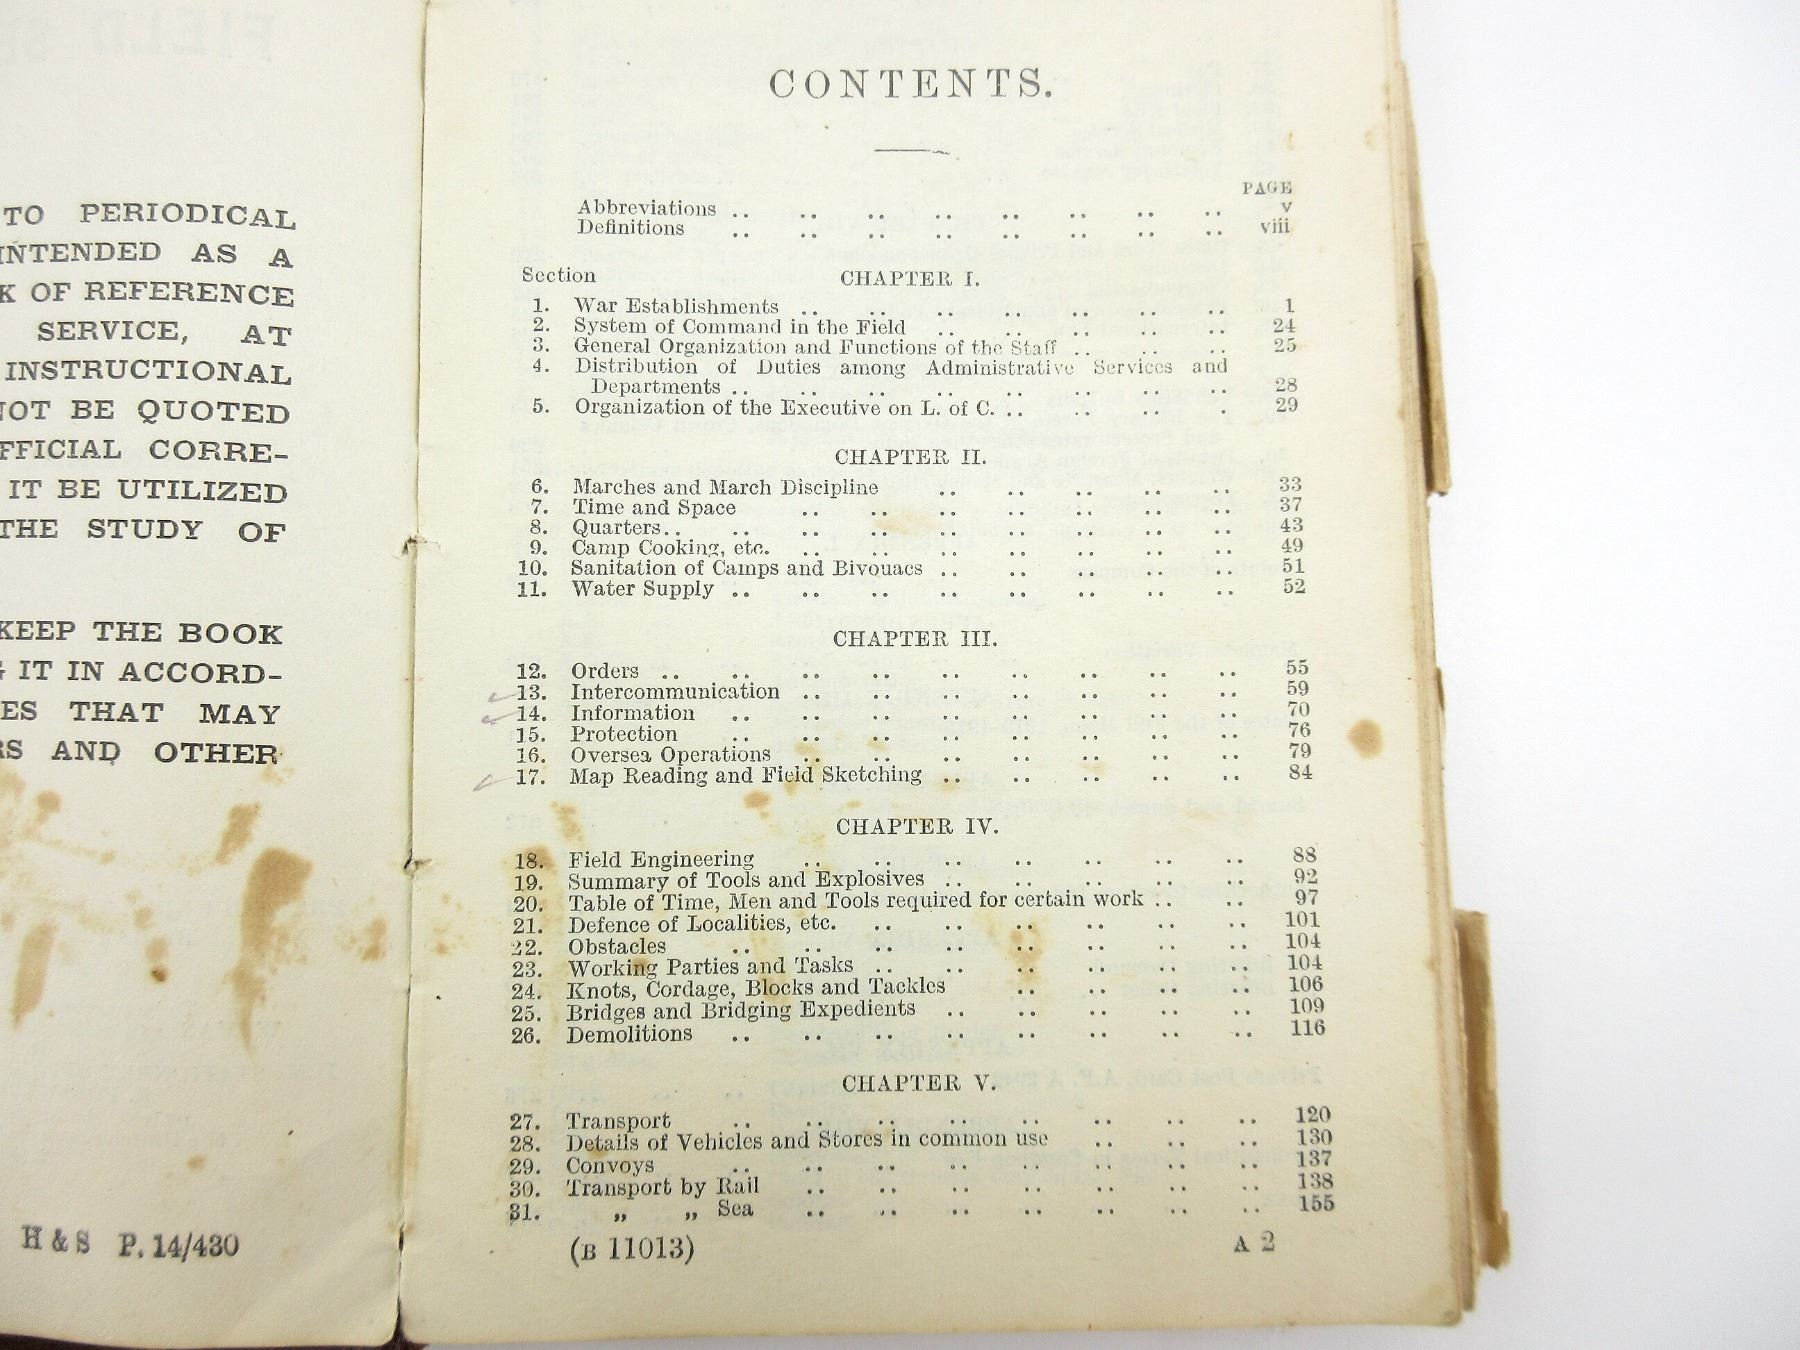 TO PERIODICAL
INTENDED AS A
K OF REFERENCE
SERVICE, AT
INSTRUCTIONAL
NOT BE QUOTED
FFICIAL CORRE-
IT BE UTILIZED
THE STUDY OF
KEEP THE BOOK
G IT IN ACCORD-
ES THAT MAY
RS AND OTHER
H & S P. 14/430
CONTENTS.
PAGE
Abbreviations .. .. .. .. .. .. .. .. v
Definitions .. .. .. .. .. .. .. .. viii
Section CHAPTER I.
1. War Establishments .. .. .. .. .. .. .. 1
2. System of Command in the Field .. .. .. .. .. 24
3. General Organization and Functions of the Staff .. .. .. 25
4. Distribution of Duties among Administrative Services and
Departments .. .. .. .. .. .. .. .. 28
5. Organization of the Executive on L. of C. .. .. .. . 29
CHAPTER II.
6. Marches and March Discipline .. .. .. .. .. 33
7. Time and Space .. .. .. .. .. .. .. 37
8. Quarters .. .. .. .. .. .. .. .. .. 43
9. Camp Cooking, etc. .. .. .. .. .. .. .. 49
10. Sanitation of Camps and Bivouacs .. .. .. .. .. 51
11. Water Supply .. .. .. .. .. .. .. .. 52
CHAPTER III.
12. Orders .. .. .. .. .. .. .. .. .. 55
13. Intercommunication .. .. .. .. .. .. .. 59
14. Information .. .. .. .. .. .. .. .. 70
15. Protection .. .. .. .. .. .. .. .. 76
16. Oversea Operations .. .. .. .. .. .. .. 79
17. Map Reading and Field Sketching .. .. .. .. .. 84
CHAPTER IV.
18. Field Engineering .. .. .. .. .. .. .. 88
19. Summary of Tools and Explosives .. .. .. .. .. 92
20. Table of Time, Men and Tools required for certain work .. .. 97
21. Defence of Localities, etc. .. .. .. .. .. .. 101
22. Obstacles .. .. .. .. .. .. .. .. 104
23. Working Parties and Tasks .. .. .. .. .. .. 104
24. Knots, Cordage, Blocks and Tackles .. .. .. .. 106
25. Bridges and Bridging Expedients .. .. .. .. .. 109
26. Demolitions .. .. .. .. .. .. .. .. 116
CHAPTER V.
27. Transport .. .. .. .. .. .. .. .. 120
28. Details of Vehicles and Stores in common use .. .. .. 130
29. Convoys .. .. .. .. .. .. .. .. 137
30. Transport by Rail .. .. .. .. .. .. .. 138
31. „ „ Sea .. .. .. .. .. .. .. 155
(B 11013) A 2